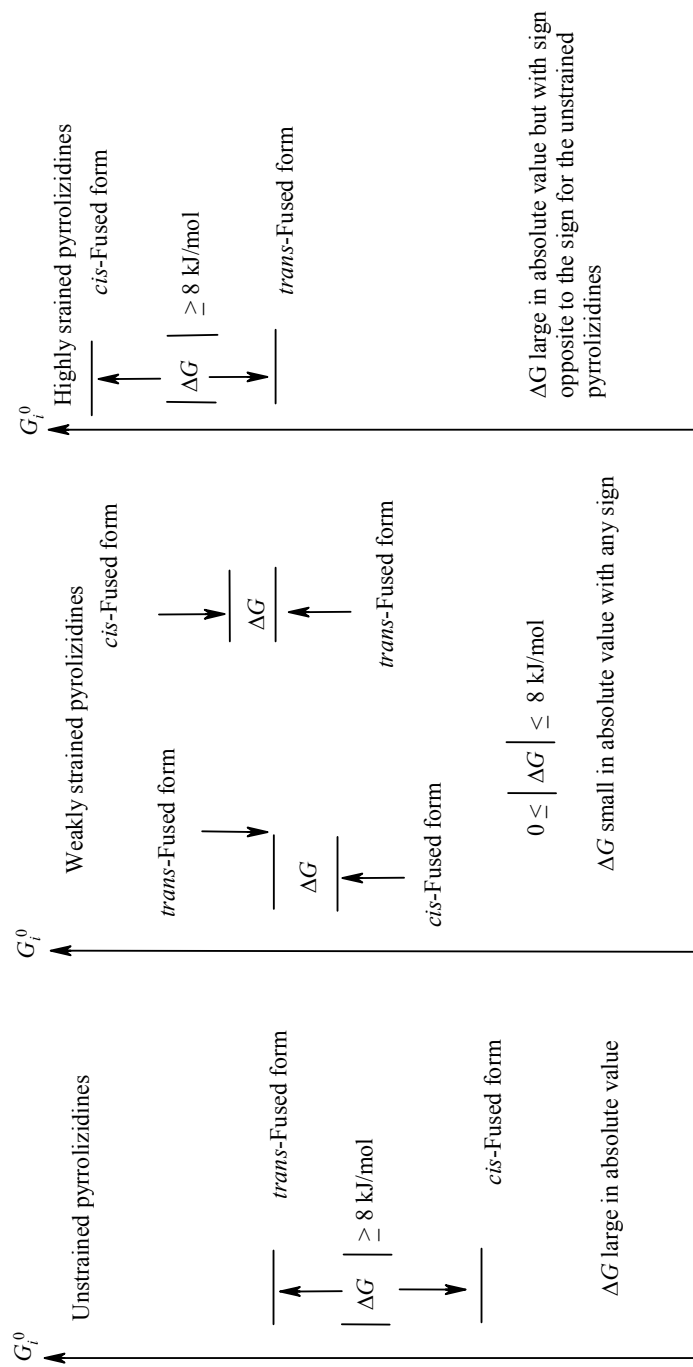 G_i^0
Unstrained pyrrolizidines
trans-Fused form
| ΔG | ≥ 8 kJ/mol
cis-Fused form
ΔG large in absolute value
G_i^0
Weakly strained pyrrolizidines
trans-Fused form
ΔG
cis-Fused form
cis-Fused form
ΔG
trans-Fused form
0 ≤ | ΔG | ≤ 8 kJ/mol
ΔG small in absolute value with any sign
G_i^0
Highly srained pyrrolizidines
cis-Fused form
| ΔG | ≥ 8 kJ/mol
trans-Fused form
ΔG large in absolute value but with sign
opposite to the sign for the unstrained
pyrrolizidines